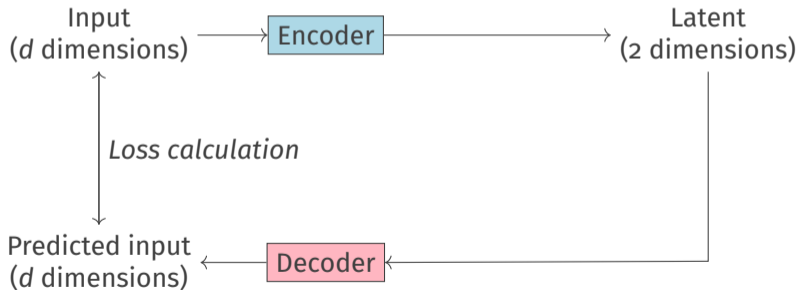 Input
(d dimensions)
Encoder
Latent
(2 dimensions)
Loss calculation
Predicted input
(d dimensions)
Decoder